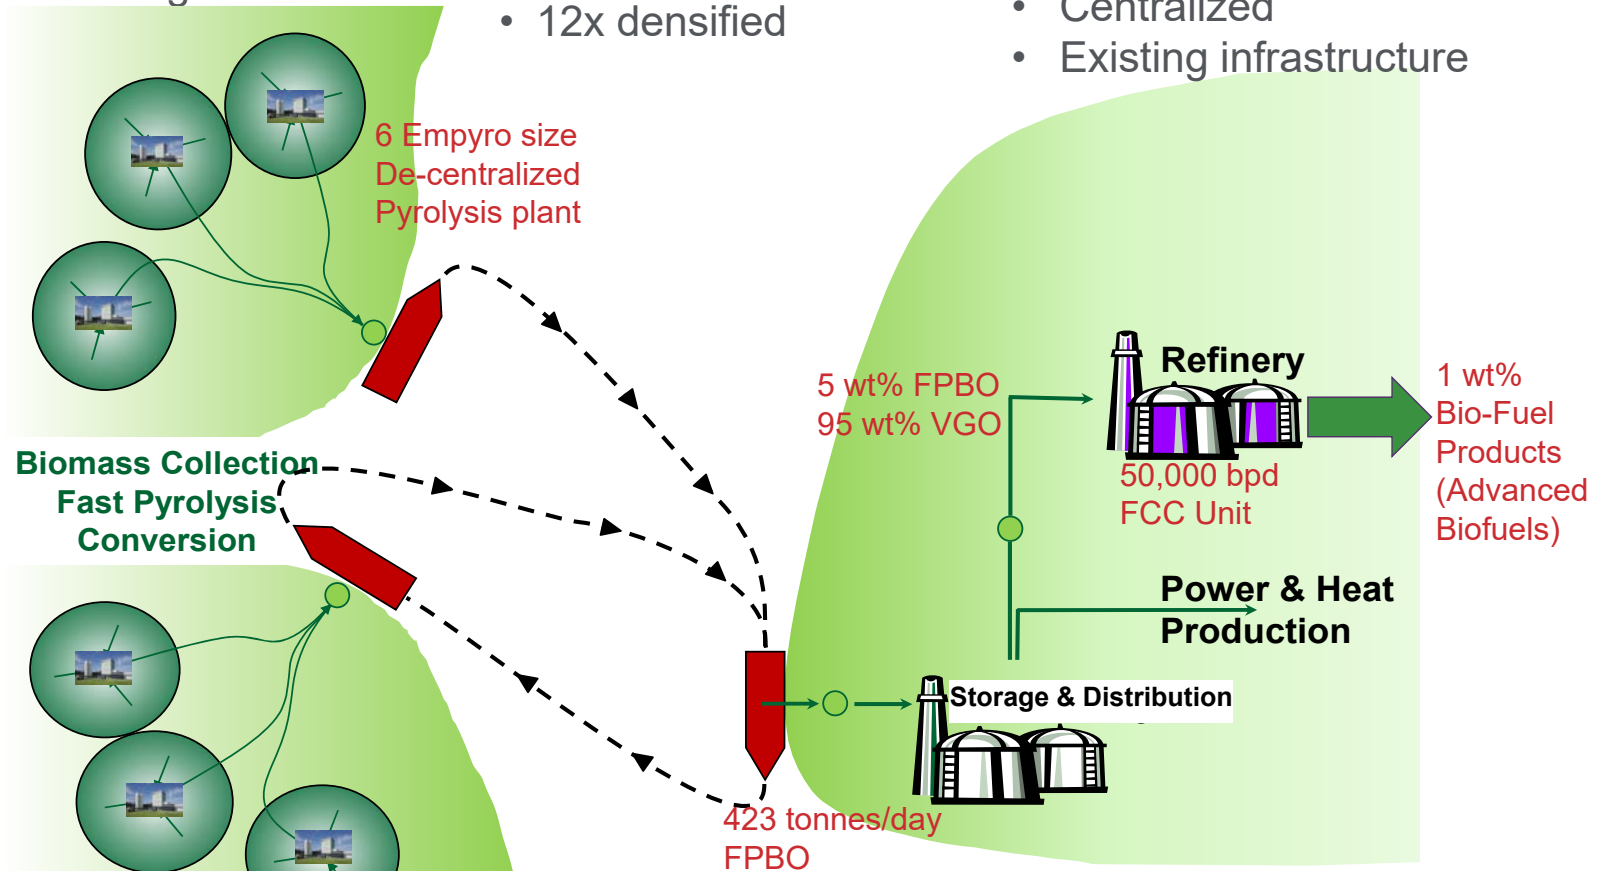 • 12x densified
• Centralized
• Existing infrastructure
6 Empyro size
De-centralized
Pyrolysis plant
Biomass Collection
Fast Pyrolysis
Conversion
5 wt% FPBO
95 wt% VGO
Refinery
50,000 bpd
FCC Unit
1 wt%
Bio-Fuel
Products
(Advanced
Biofuels)
Power & Heat
Production
Storage & Distribution
423 tonnes/day
FPBO